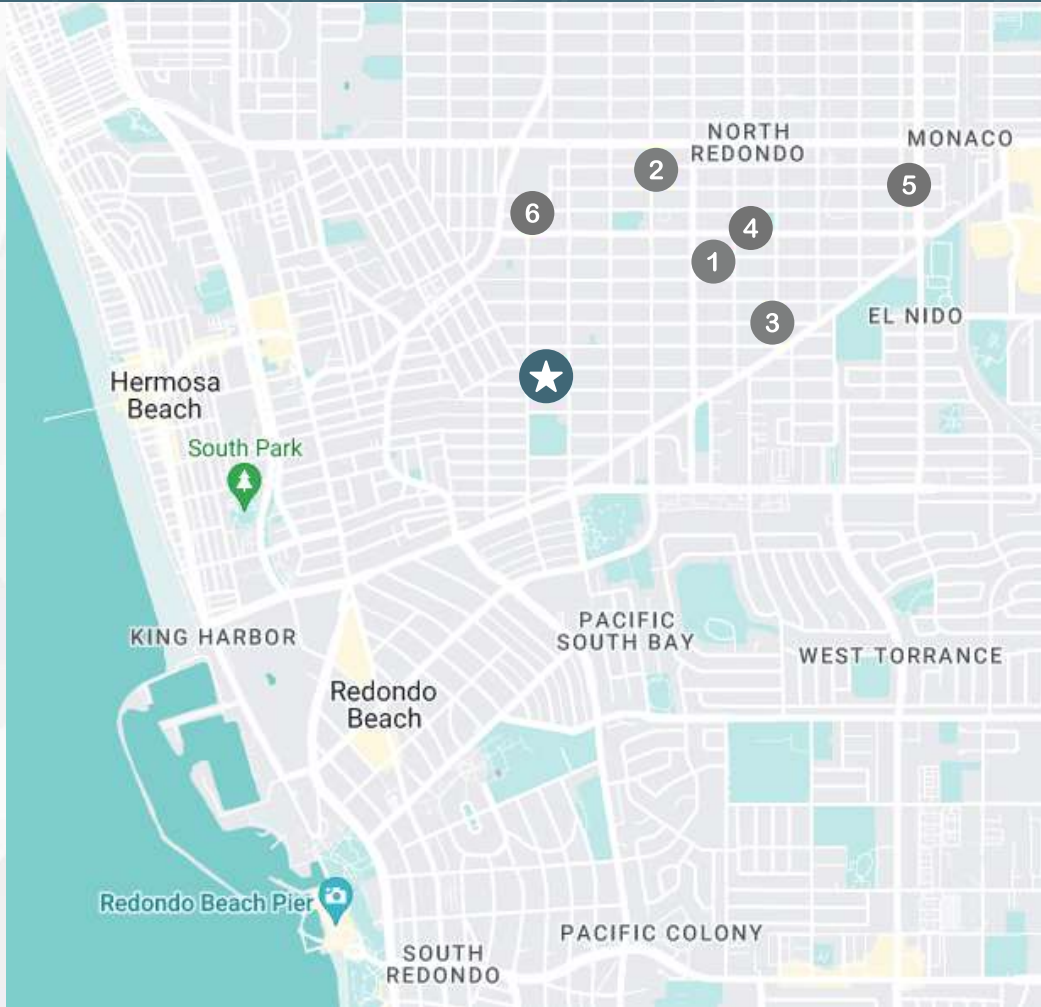 NORTH
REDONDO
MONACO
2
5
6
4
1
EL NIDO
3
Hermosa
Beach
South Park
KING HARBOR
PACIFIC
SOUTH BAY
WEST TORRANCE
Redondo
Beach
Redondo Beach Pier
PACIFIC COLONY
SOUTH
REDONDO